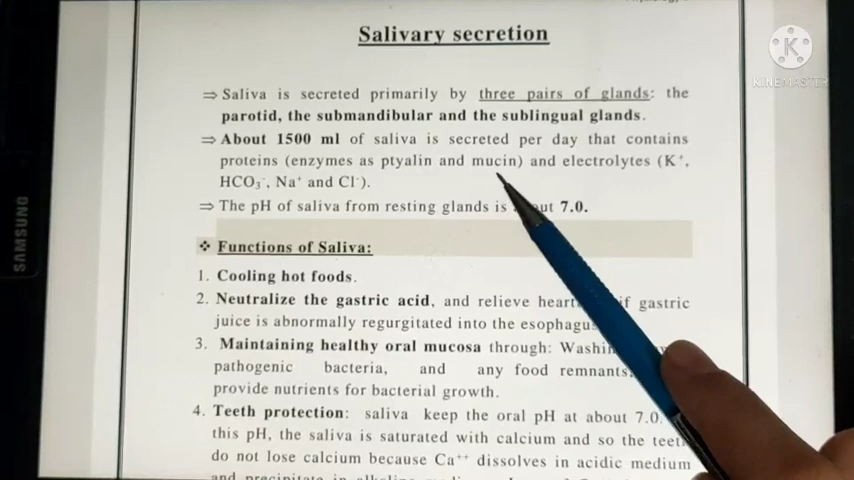 Salivary secretion
K
KINEMASTER
⇒ Saliva is secreted primarily by three pairs of glands: the
parotid, the submandibular and the sublingual glands.
⇒ About 1500 ml of saliva is secreted per day that contains
proteins (enzymes as ptyalin and mucin) and electrolytes (K⁺,
HCO₃⁻, Na⁺ and Cl⁻).
⇒ The pH of saliva from resting glands is 7.0.
SAMSUNG
❖ Functions of Saliva:
1. Cooling hot foods.
2. Neutralize the gastric acid, and relieve if gastric
juice is abnormally regurgitated into the esophagus
3. Maintaining healthy oral mucosa through:
pathogenic bacteria, and any food remnants,
provide nutrients for bacterial growth.
4. Teeth protection: saliva keep the oral pH at about 7.0.
this pH, the saliva is saturated with calcium and so the teeth
do not lose calcium because Ca⁺⁺ dissolves in acidic medium
and precipitate in alkaline